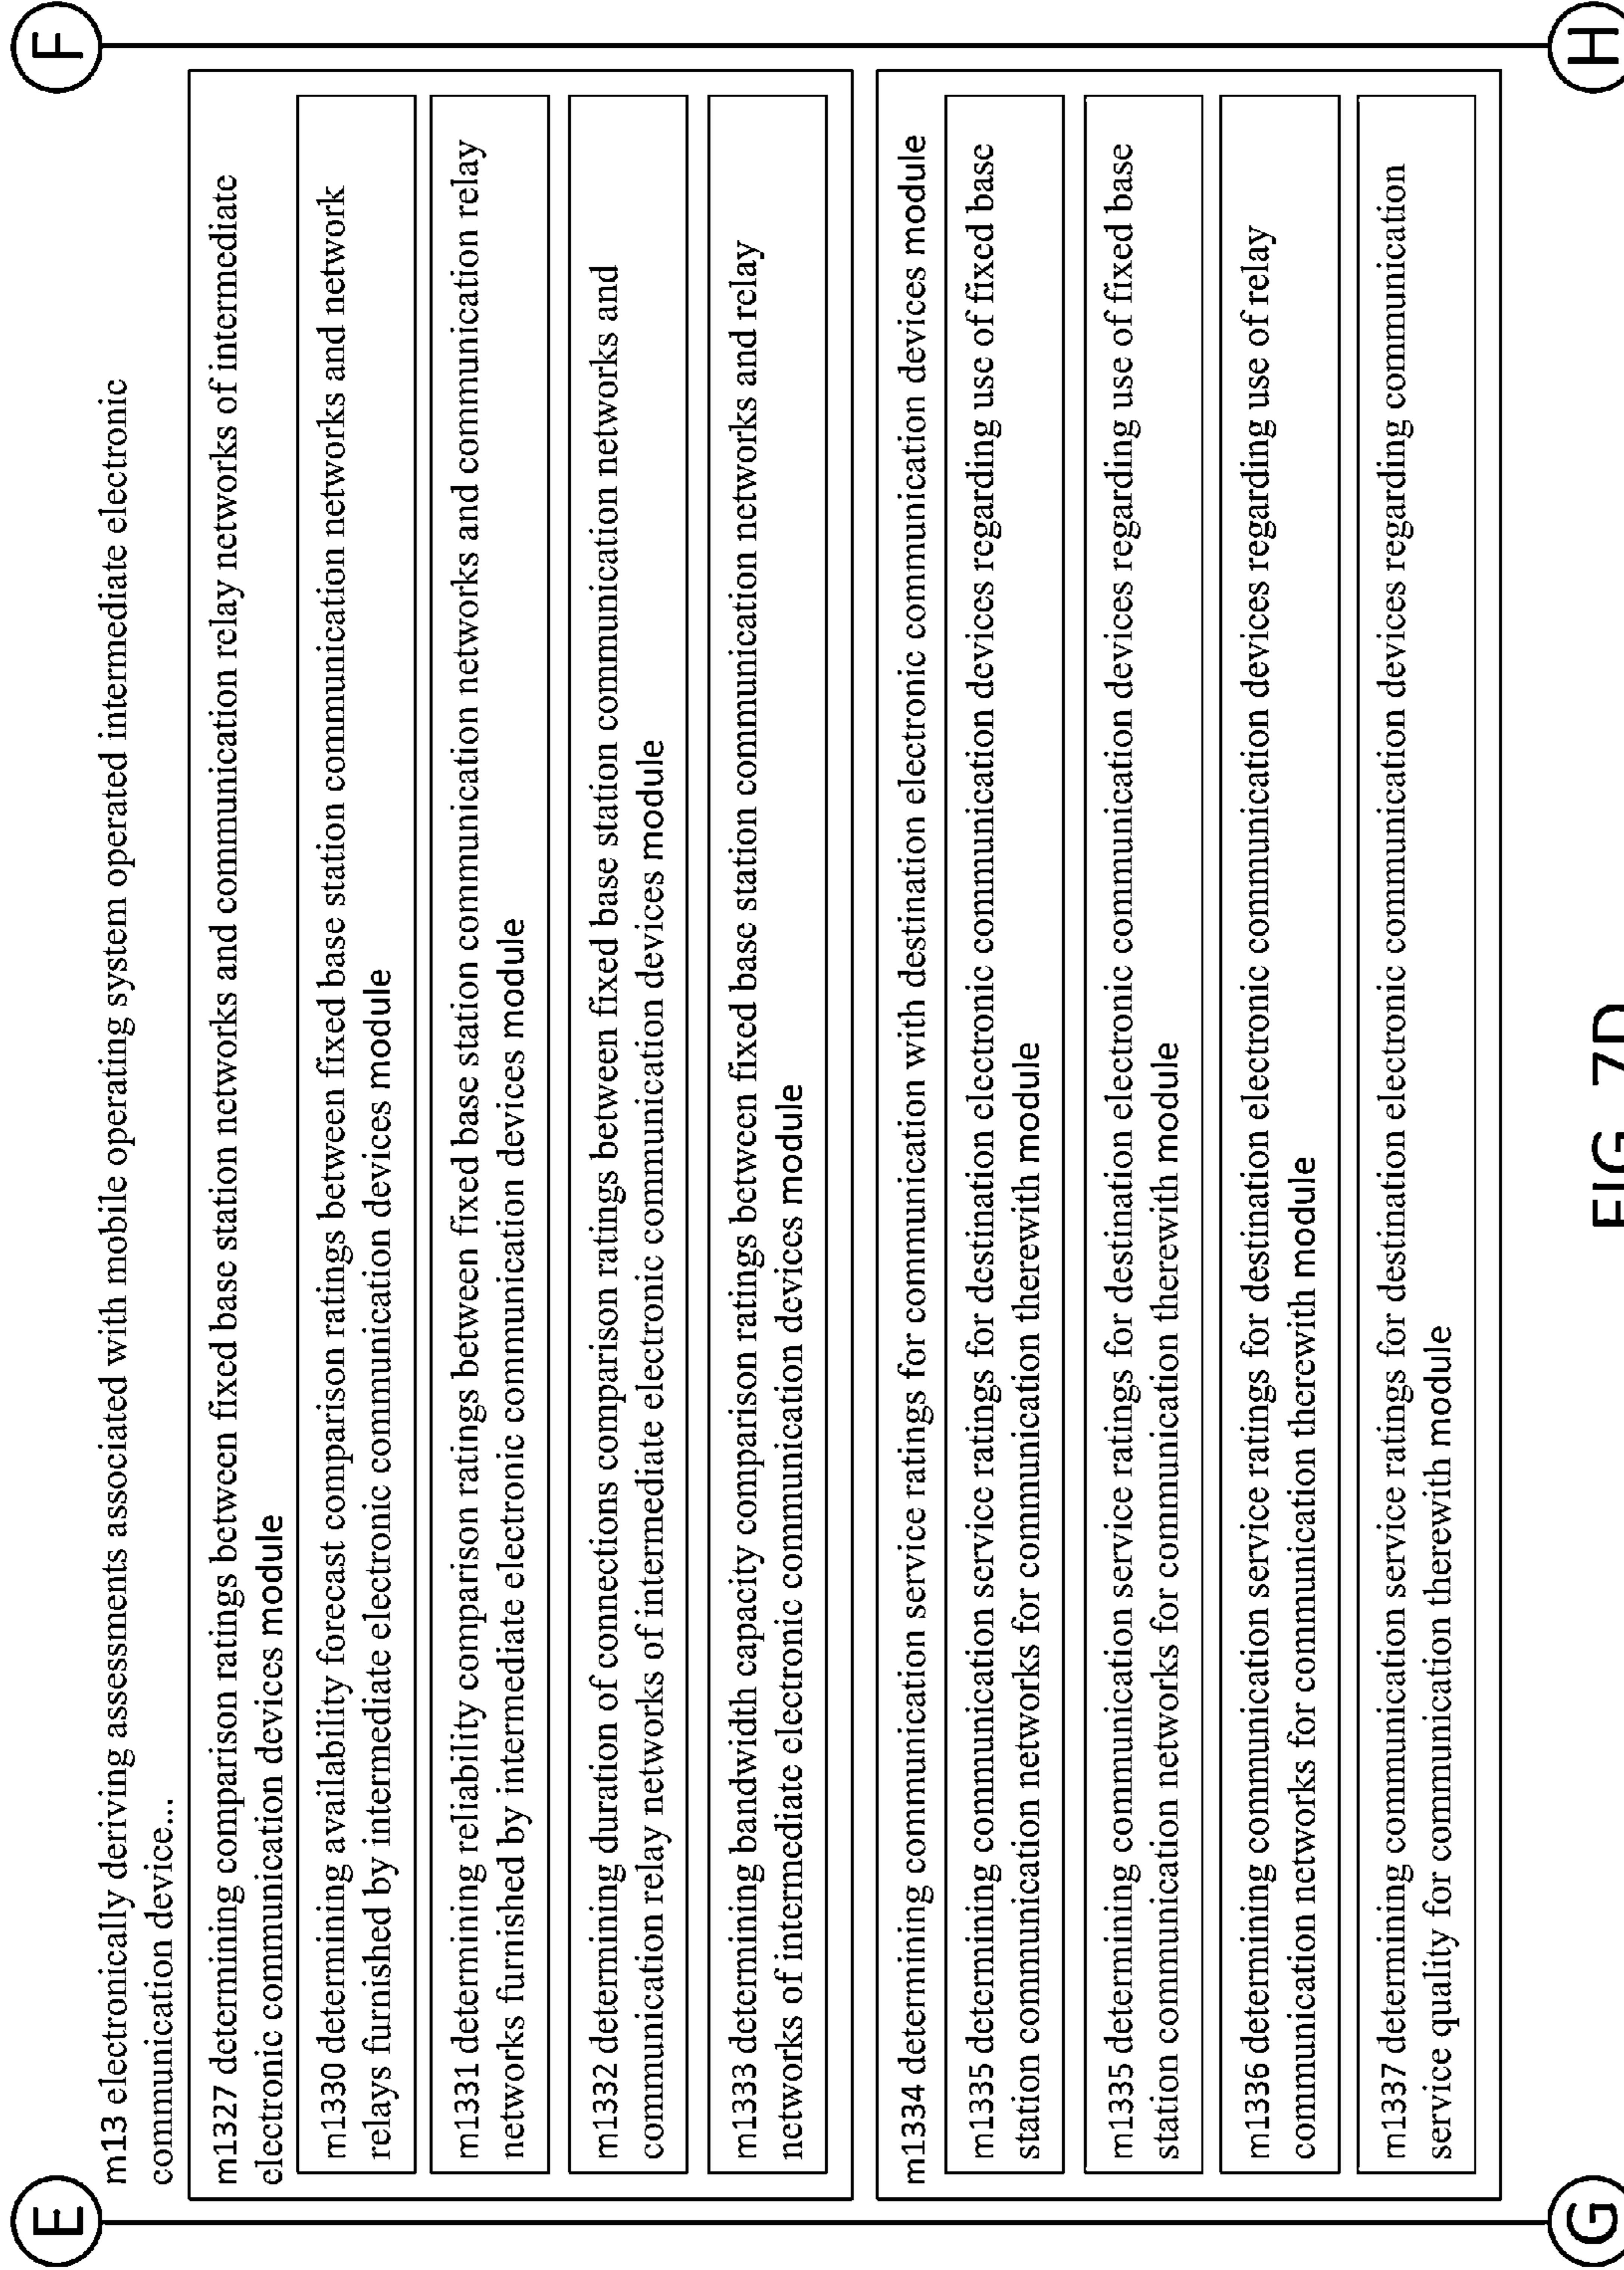 E
F
m13 electronically deriving assessments associated with mobile operating system operated intermediate electronic
communication device...
m1327 determining comparison ratings between fixed base station networks and communication relay networks of intermediate
electronic communication devices module
m1330 determining availability forecast comparison ratings between fixed base station communication networks and network
relays furnished by intermediate electronic communication devices module
m1331 determining reliability comparison ratings between fixed base station communication networks and communication relay
networks furnished by intermediate electronic communication devices module
m1332 determining duration of connections comparison ratings between fixed base station communication networks and
communication relay networks of intermediate electronic communication devices module
m1333 determining bandwidth capacity comparison ratings between fixed base station communication networks and relay
networks of intermediate electronic communication devices module
m1334 determining communication service ratings for communication with destination electronic communication devices module
m1335 determining communication service ratings for destination electronic communication devices regarding use of fixed base
station communication networks for communication therewith module
m1335 determining communication service ratings for destination electronic communication devices regarding use of fixed base
station communication networks for communication therewith module
m1336 determining communication service ratings for destination electronic communication devices regarding use of relay
communication networks for communication therewith module
m1337 determining communication service ratings for destination electronic communication devices regarding communication
service quality for communication therewith module
G
H
FIG. 7D